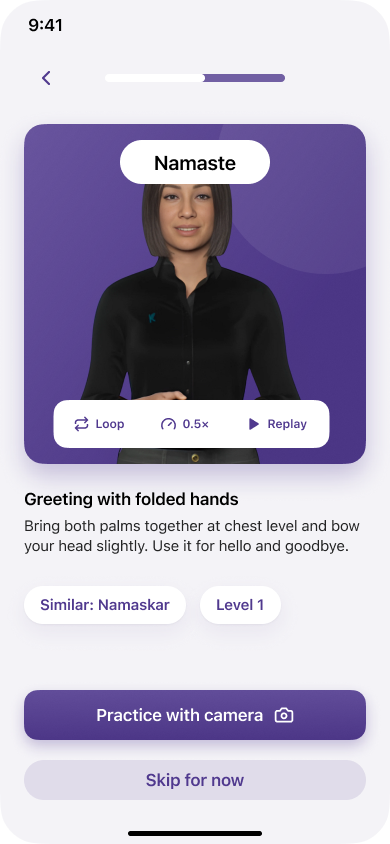 9:41
Namaste
Loop
0.5×
Replay
Greeting with folded hands
Bring both palms together at chest level and bow
your head slightly. Use it for hello and goodbye.
Similar: Namaskar
Level 1
Practice with camera
Skip for now